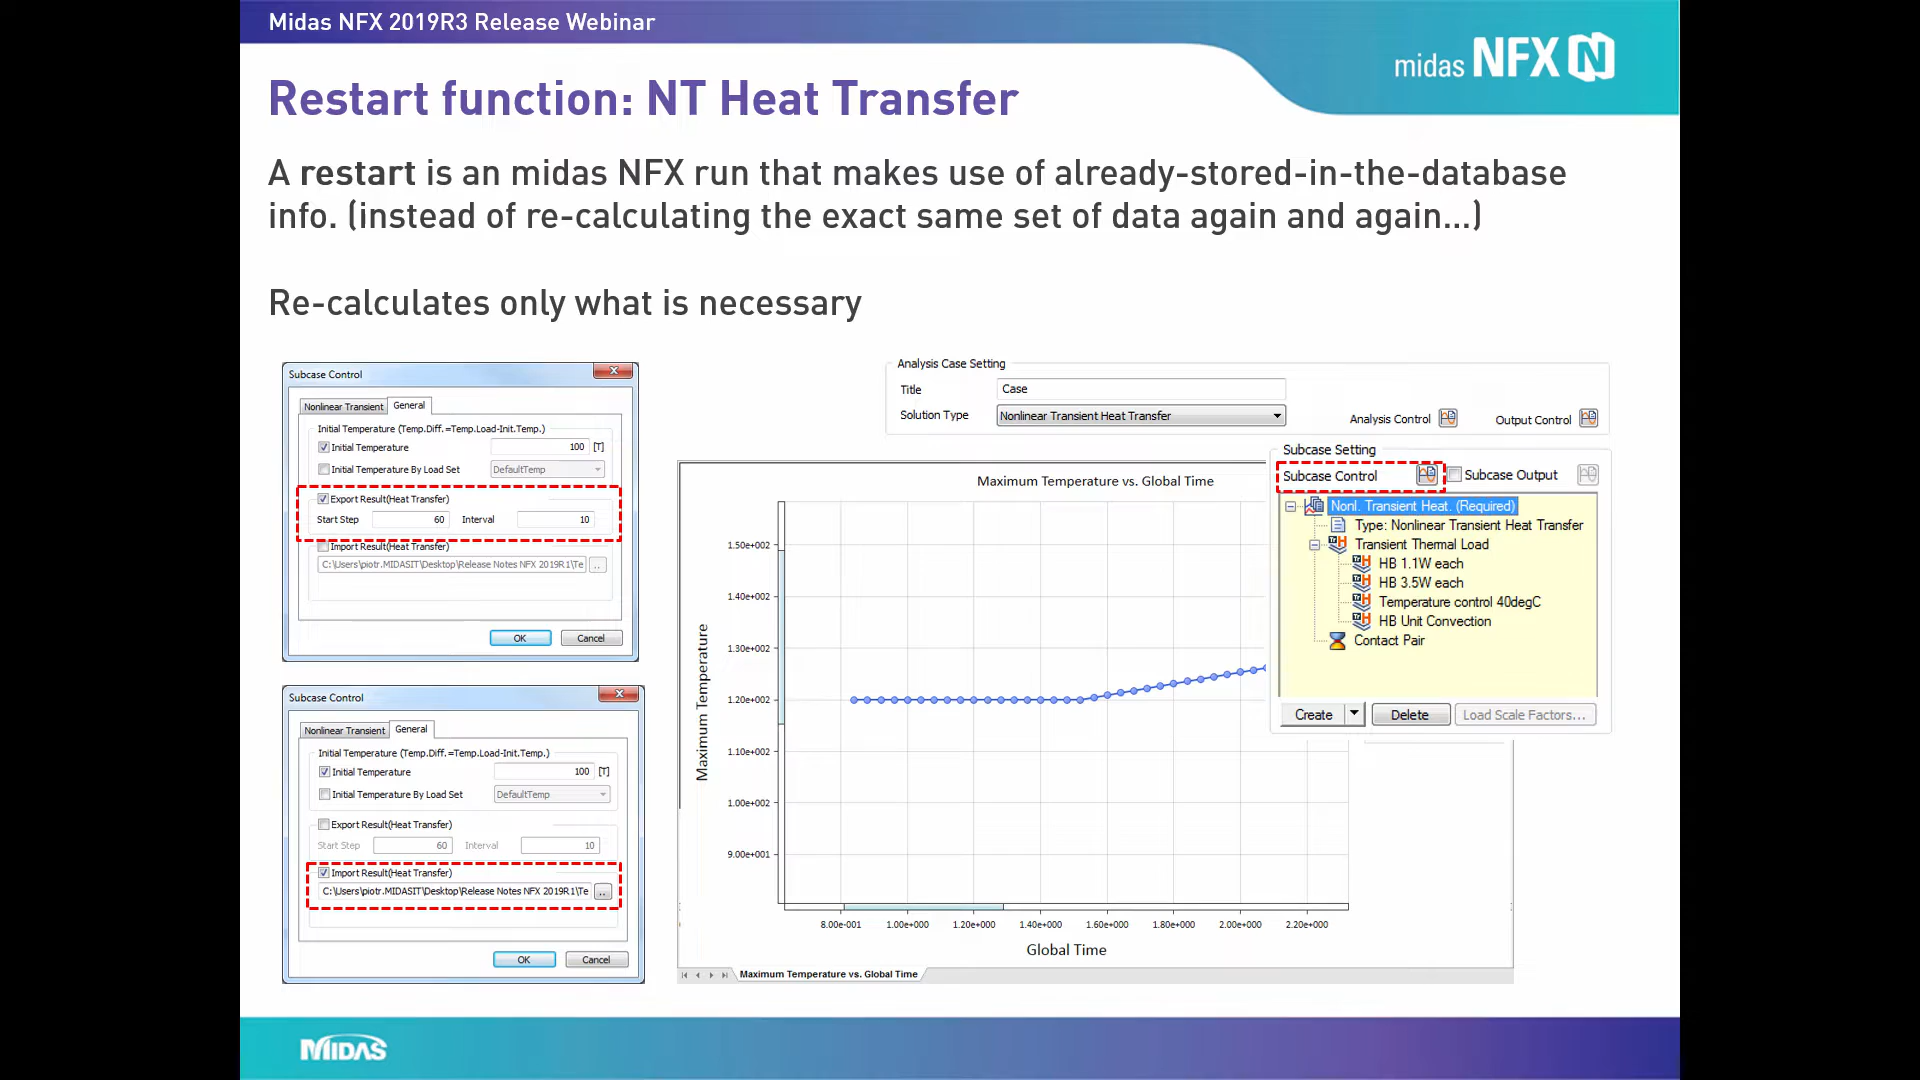 Midas NFX 2019R3 Release Webinar
midas NFX
Restart function: NT Heat Transfer
A restart is an midas NFX run that makes use of already-stored-in-the-database
info. (instead of re-calculating the exact same set of data again and again...)
Re-calculates only what is necessary
Subcase Control
Nonlinear Transient General
Initial Temperature (Temp.Diff.=Temp.Load-Init.Temp.)
Initial Temperature 100 [T]
Initial Temperature By Load Set DefaultTemp
Export Result(Heat Transfer)
Start Step 60 Interval 10
Import Result(Heat Transfer)
C:\Users\piotr.MIDASIT\Desktop\Release Notes NFX 2019R1\Te ..
OK Cancel
Subcase Control
Nonlinear Transient General
Initial Temperature (Temp.Diff.=Temp.Load-Init.Temp.)
Initial Temperature 100 [T]
Initial Temperature By Load Set DefaultTemp
Export Result(Heat Transfer)
Start Step 60 Interval 10
Import Result(Heat Transfer)
C:\Users\piotr.MIDASIT\Desktop\Release Notes NFX 2019R1\Te ..
OK Cancel
Analysis Case Setting
Title Case
Solution Type Nonlinear Transient Heat Transfer
Analysis Control Output Control
Subcase Setting
Subcase Control Subcase Output
Nonl. Transient Heat. (Required)
Type: Nonlinear Transient Heat Transfer
Transient Thermal Load
HB 1.1W each
HB 3.5W each
Temperature control 40degC
HB Unit Convection
Contact Pair
Create Delete Load Scale Factors...
Maximum Temperature vs. Global Time
Maximum Temperature
1.50e+002
1.40e+002
1.30e+002
1.20e+002
1.10e+002
1.00e+002
9.00e+001
8.00e-001 1.00e+000 1.20e+000 1.40e+000 1.60e+000 1.80e+000 2.00e+000 2.20e+000
Global Time
Maximum Temperature vs. Global Time
MIDAS